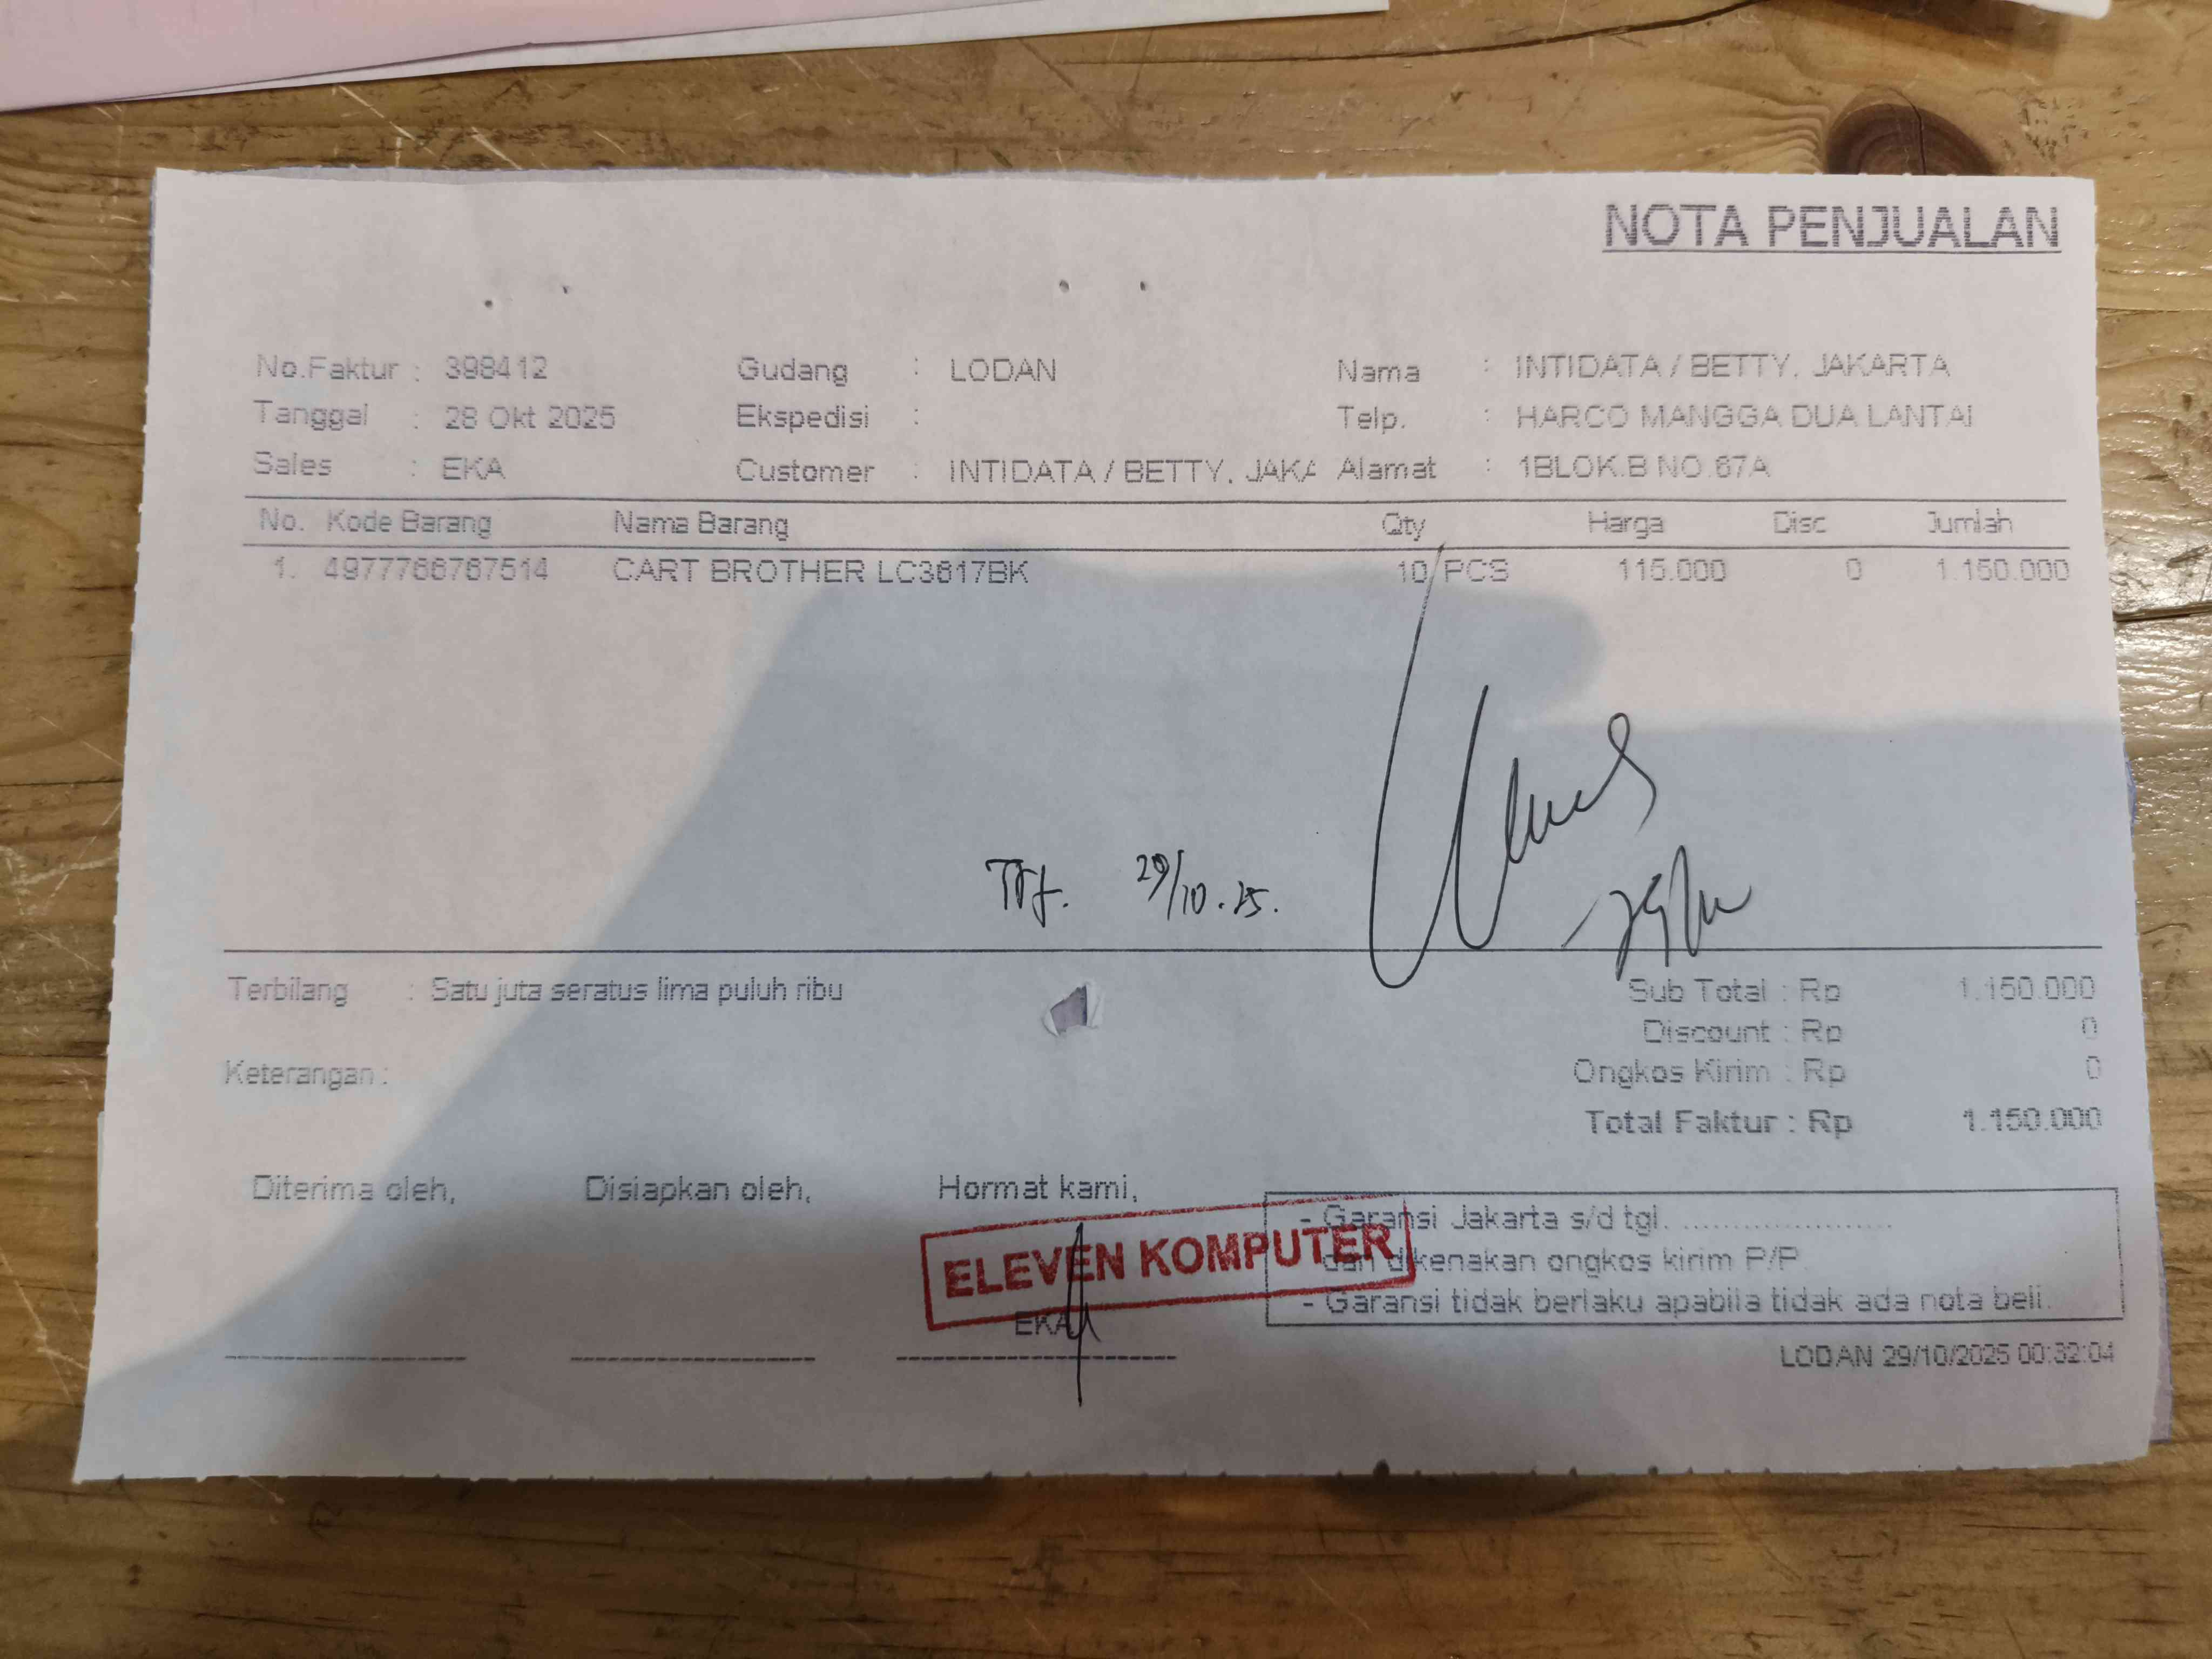 NOTA PENJUALAN
No.Faktur : 398412 Gudang : LODAN Nama : INTIDATA / BETTY, JAKARTA
Tanggal : 28 Okt 2025 Ekspedisi : Telp. : HARCO MANGGA DUA LANTAI
Sales : EKA Customer : INTIDATA / BETTY, JAKA Alamat : 1BLOK.B NO.67A
No. Kode Barang Nama Barang Qty Harga Disc Jumlah
1. 4977766767514 CART BROTHER LC3617BK 10 PCS 115.000 0 1.150.000
Trf. 29/10.25.
Terbilang : Satu juta seratus lima puluh ribu
Sub Total : Rp 1.150.000
Discount : Rp 0
Keterangan :
Ongkos Kirim : Rp 0
Total Faktur : Rp 1.150.000
Diterima oleh, Disiapkan oleh, Hormat kami,
- Garansi Jakarta s/d tgl. ......................
dan dikenakan ongkos kirim P/P.
- Garansi tidak berlaku apabila tidak ada nota beli.
ELEVEN KOMPUTER
EKA
LODAN 29/10/2025 00:32:04